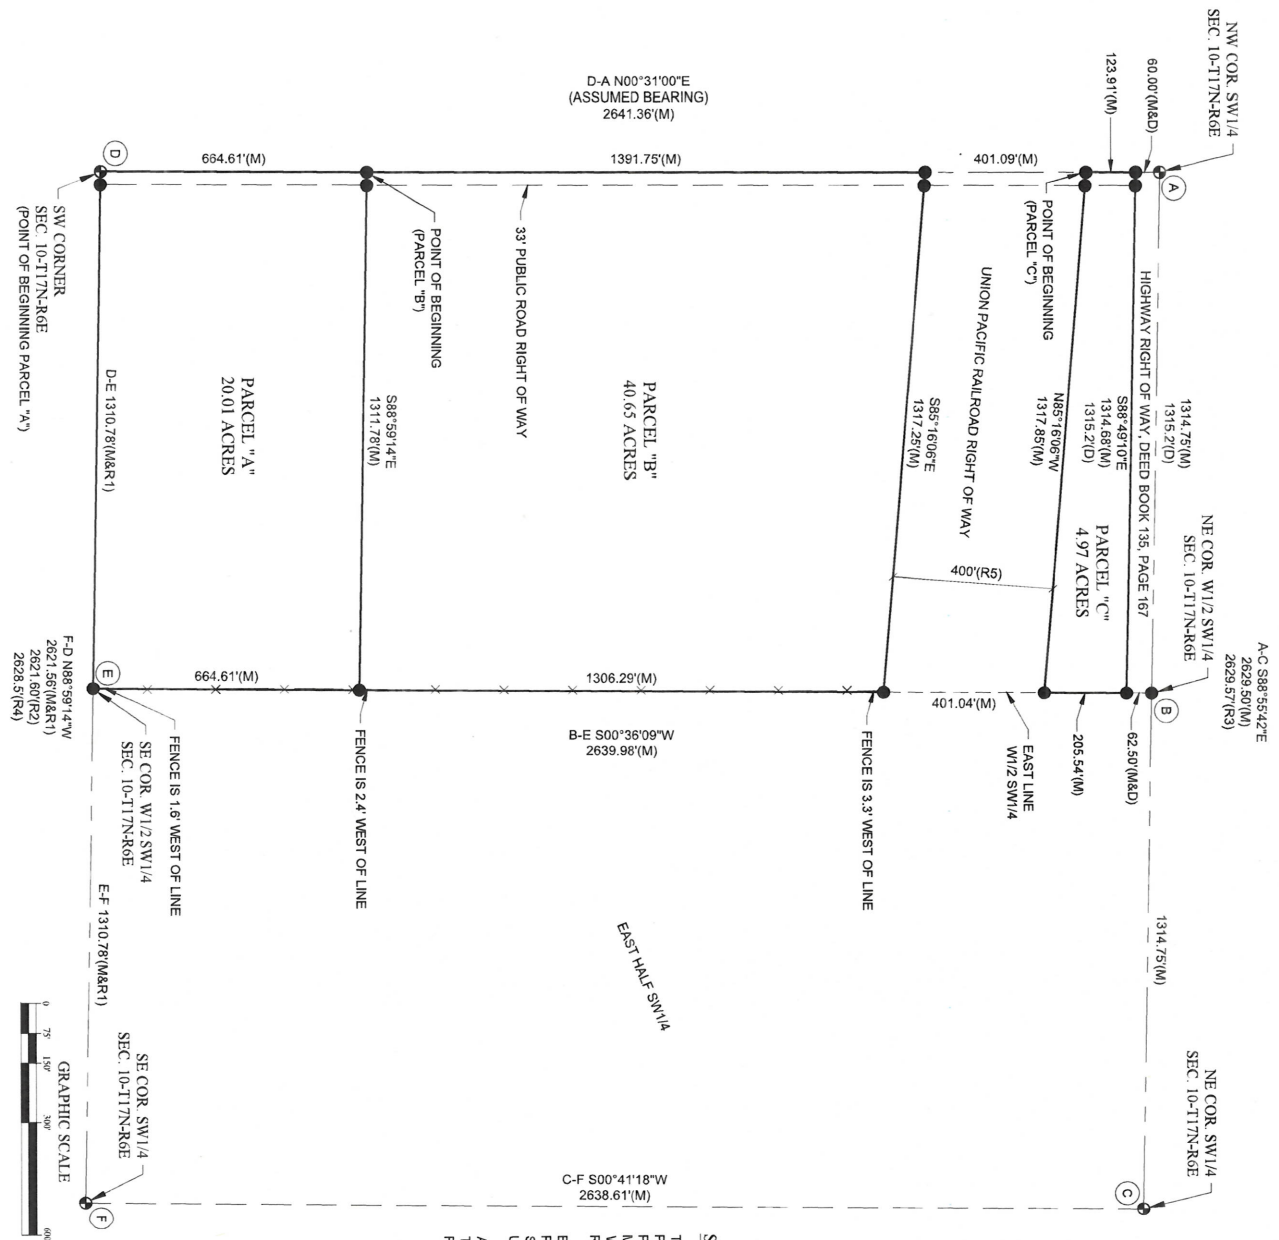 NW COR. SW1/4
SEC. 10-T17N-R6E
60.00'(M&D)
123.91'(M)
D-A N00°31'00"E
(ASSUMED BEARING)
2641.36'(M)
664.61'(M)
1391.75'(M)
401.09'(M)
D
A
SW CORNER
SEC. 10-T17N-R6E
(POINT OF BEGINNING PARCEL "A")
POINT OF BEGINNING
(PARCEL "B")
33' PUBLIC ROAD RIGHT OF WAY
POINT OF BEGINNING
(PARCEL "C")
UNION PACIFIC RAILROAD RIGHT OF WAY
HIGHWAY RIGHT OF WAY, DEED BOOK 135, PAGE 167
1314.75'(M)
1315.2'(D)
S88°49'10"E
1314.68'(M)
1315.2'(D)
N85°16'06"W
1317.85'(M)
S85°16'06"E
1317.25'(M)
D-E 1310.78'(M&R1)
PARCEL "A"
20.01 ACRES
S88°59'14"E
1311.78'(M)
PARCEL "B"
40.65 ACRES
PARCEL "C"
4.97 ACRES
400'(R5)
NE COR. W1/2 SW1/4
SEC. 10-T17N-R6E
A-C S88°55'42"E
2629.50'(M)
2629.57'(R3)
B
E
664.61'(M)
1306.29'(M)
401.04'(M)
B-E S00°36'09"W
2639.98'(M)
EAST LINE
W1/2 SW1/4
205.54'(M)
62.50'(M&D)
F-D N88°59'14"W
2621.56'(M&R1)
2621.60'(R2)
2628.5'(R4)
SE COR. W1/2 SW1/4
SEC. 10-T17N-R6E
FENCE IS 1.6' WEST OF LINE
FENCE IS 2.4' WEST OF LINE
FENCE IS 3.3' WEST OF LINE
E-F 1310.78'(M&R1)
EAST HALF SW1/4
1314.75'(M)
SE COR. SW1/4
SEC. 10-T17N-R6E
NE COR. SW1/4
SEC. 10-T17N-R6E
C-F S00°41'18"W
2638.61'(M)
F
C
0 75' 150' 300'
GRAPHIC SCALE